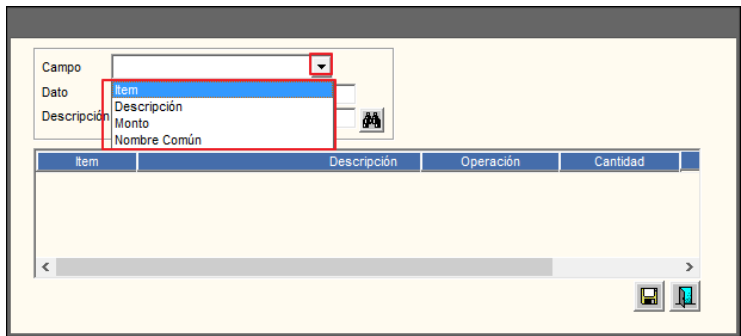 Campo
Dato
Descripción
Item
Descripción
Monto
Nombre Común
Item Descripción Operación Cantidad